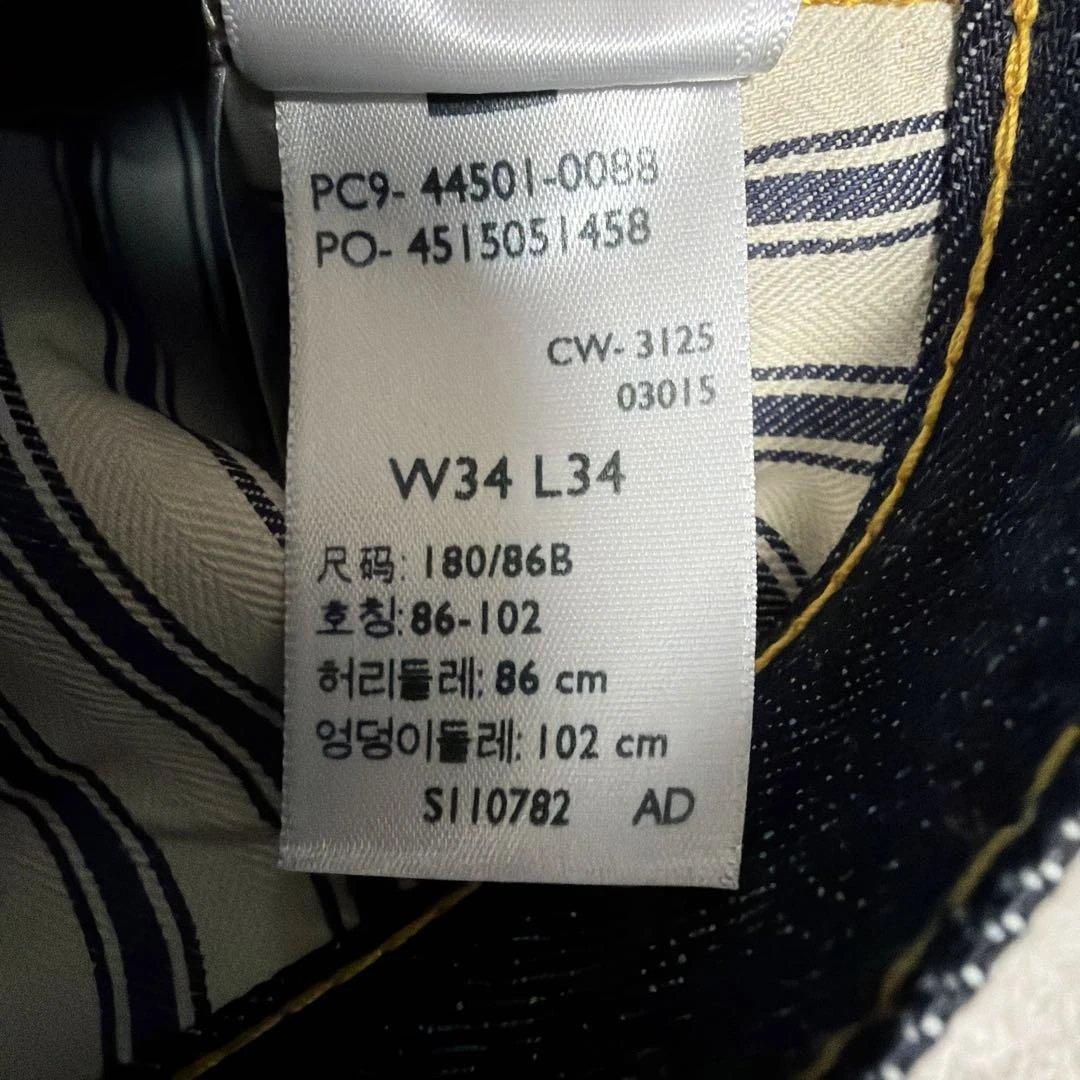 PC9- 44501-0088
PO- 4515051458
CW- 3125
03015
W34 L34
尺码: 180/86B
호칭: 86-102
허리둘레: 86 cm
엉덩이둘레: 102 cm
S110782 AD